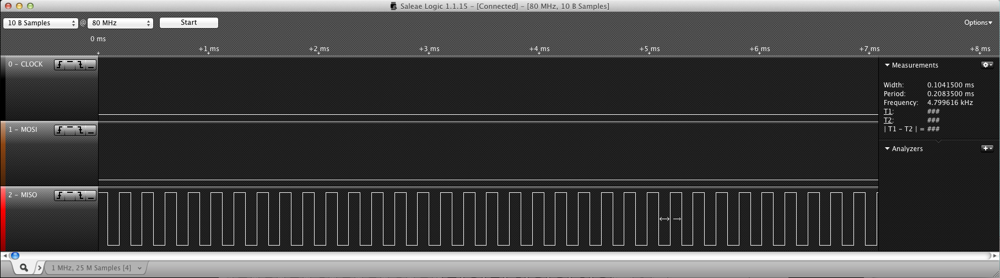 Saleae Logic 1.1.15 – [Connected] – [80 MHz, 10 B Samples]
10 B Samples @ 80 MHz Start Options
0 ms
+1 ms +2 ms +3 ms +4 ms +5 ms +6 ms +7 ms +8 ms
0 – CLOCK
Measurements
Width: 0.1041500 ms
Period: 0.2083500 ms
Frequency: 4.799616 kHz
T1: ###
T2: ###
| T1 – T2 | = ###
1 – MOSI
Analyzers
2 – MISO
1 MHz, 25 M Samples [4]